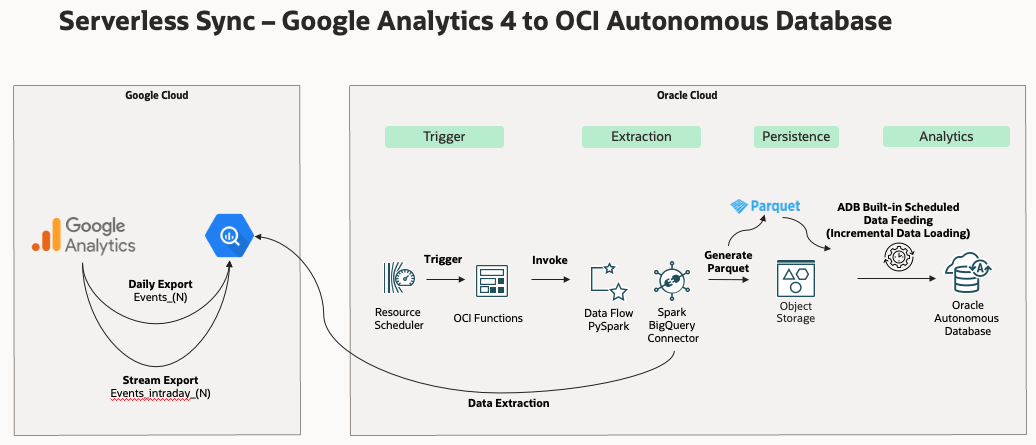 Serverless Sync – Google Analytics 4 to OCI Autonomous Database
Google Cloud
Google
Analytics
Daily Export
Events_(N)
Stream Export
Events_intraday_(N)
Oracle Cloud
Trigger
Extraction
Persistence
Analytics
Trigger
Resource
Scheduler
OCI Functions
Invoke
Data Flow
PySpark
Spark
BigQuery
Connector
Data Extraction
Generate
Parquet
Parquet
Object
Storage
ADB Built-in Scheduled
Data Feeding
(Incremental Data Loading)
A
Oracle
Autonomous
Database